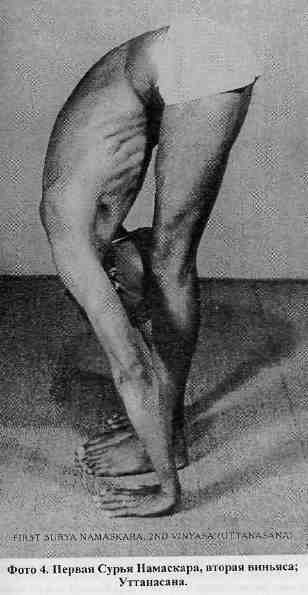 FIRST SURYA NAMASKARA, 2ND VINYASA (UTTANASANA)
Фото 4. Первая Сурья Намаскара, вторая виньяса;
Уттанасана.